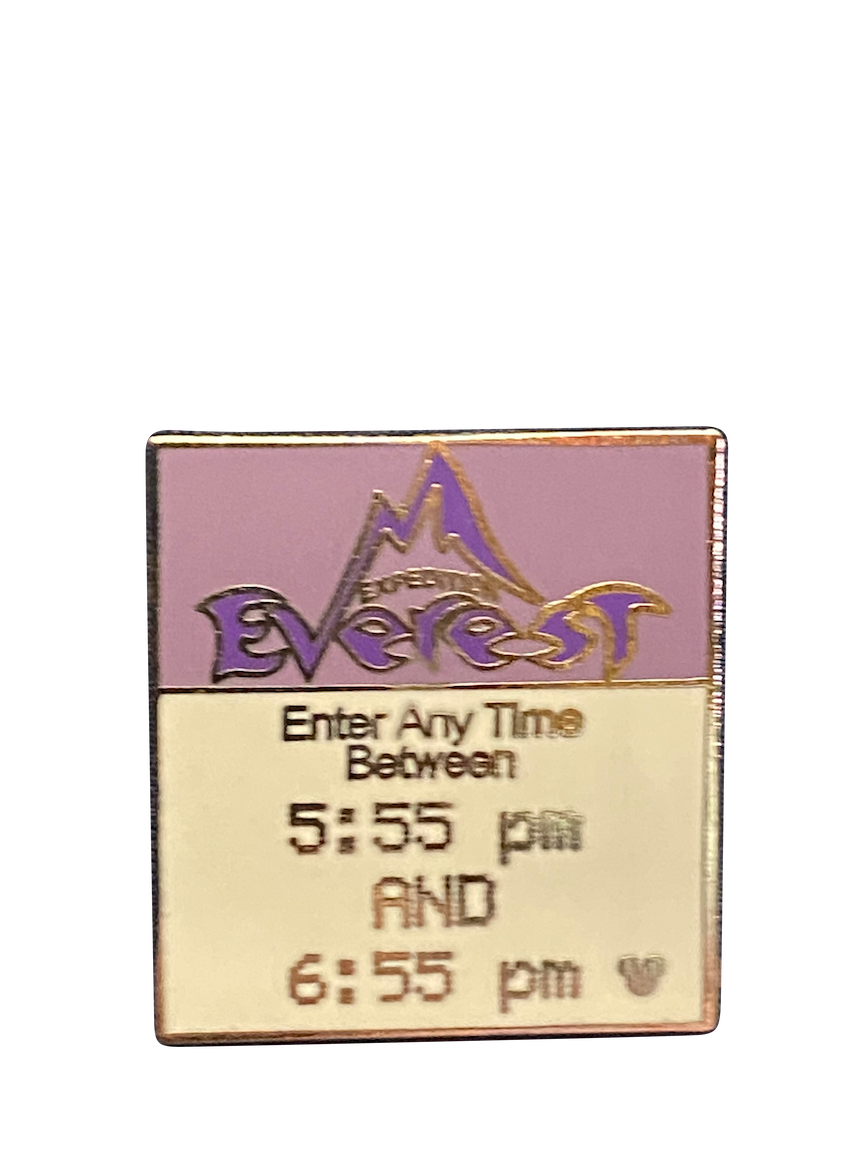 EXPEDITION
EVEREST
Enter Any Time
Between
5:55 pm
AND
6:55 pm